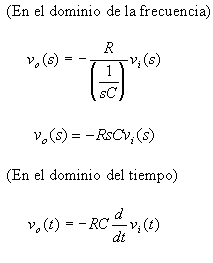 (En el dominio de la frecuencia)
v_o(s) = − R / (1 / sC) v_i(s)
v_o(s) = −RsCv_i(s)
(En el dominio del tiempo)
v_o(t) = −RC d/dt v_i(t)